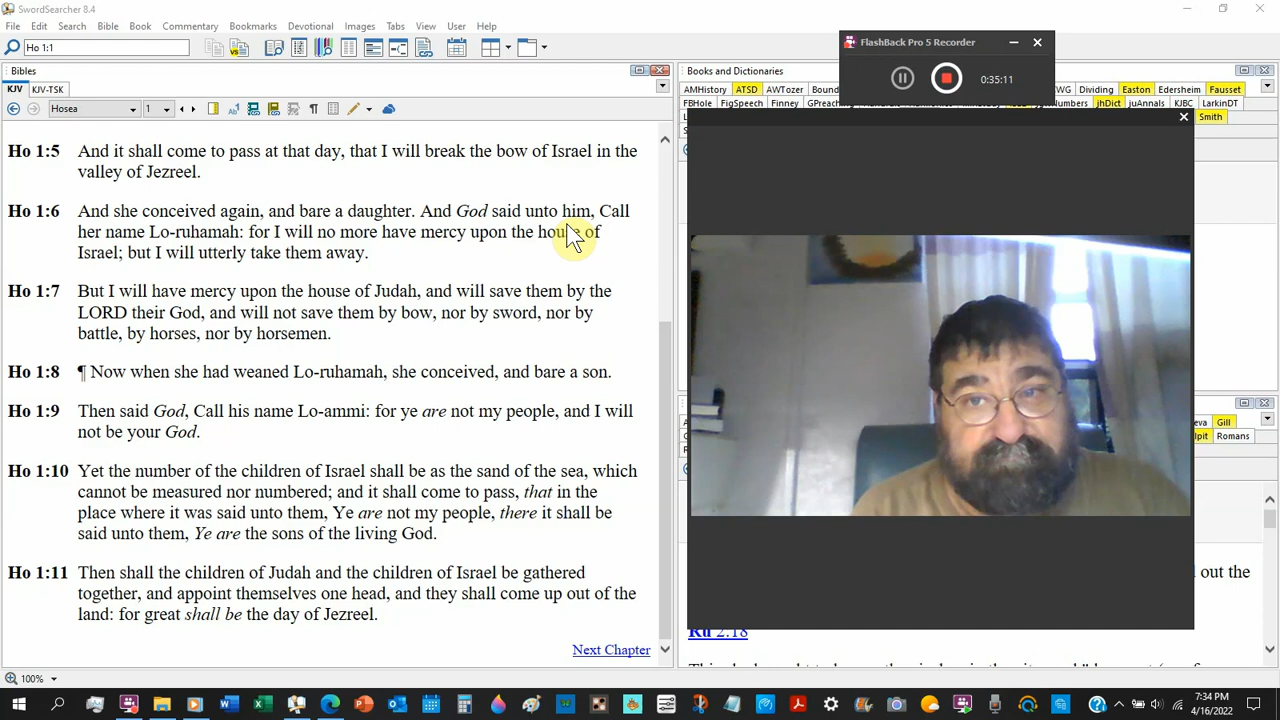 SwordSearcher 8.4
File Edit Search Bible Book Commentary Bookmarks Devotional Images Tabs View User Help
Ho 1:1
Bibles
KJV KJV-TSK
Hosea 1
Ho 1:5 And it shall come to pass at that day, that I will break the bow of Israel in the
valley of Jezreel.
Ho 1:6 And she conceived again, and bare a daughter. And God said unto him, Call
her name Lo-ruhamah: for I will no more have mercy upon the house of
Israel; but I will utterly take them away.
Ho 1:7 But I will have mercy upon the house of Judah, and will save them by the
LORD their God, and will not save them by bow, nor by sword, nor by
battle, by horses, nor by horsemen.
Ho 1:8 ¶ Now when she had weaned Lo-ruhamah, she conceived, and bare a son.
Ho 1:9 Then said God, Call his name Lo-ammi: for ye are not my people, and I will
not be your God.
Ho 1:10 Yet the number of the children of Israel shall be as the sand of the sea, which
cannot be measured nor numbered; and it shall come to pass, that in the
place where it was said unto them, Ye are not my people, there it shall be
said unto them, Ye are the sons of the living God.
Ho 1:11 Then shall the children of Judah and the children of Israel be gathered
together, and appoint themselves one head, and they shall come up out of the
land: for great shall be the day of Jezreel.
Next Chapter
100%
Books and Dictionaries
AMHistory ATSD AWTozer Bound WG Dividing Easton Edersheim Fausset
FBHole FigSpeech Finney GPreaching Numbers jhDict juAnnals KJBC LarkinDT
Smith
FlashBack Pro 5 Recorder
0:35:11
eva Gill
lpit Romans
out the
Ru 2:18
7:34 PM
4/16/2022